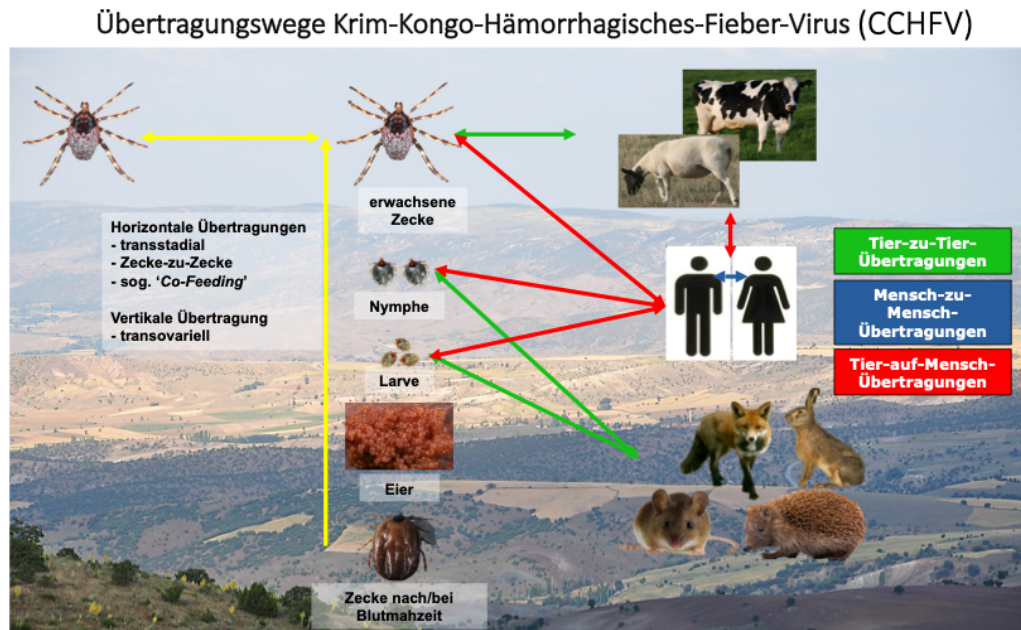 Übertragungswege Krim-Kongo-Hämorrhagisches-Fieber-Virus (CCHFV)
erwachsene
Zecke
Horizontale Übertragungen
- transstadial
- Zecke-zu-Zecke
- sog. ‘Co-Feeding’
Vertikale Übertragung
- transovariell
Nymphe
Larve
Eier
Zecke nach/bei
Blutmahzeit
Tier-zu-Tier-
Übertragungen
Mensch-zu-
Mensch-
Übertragungen
Tier-auf-Mensch-
Übertragungen